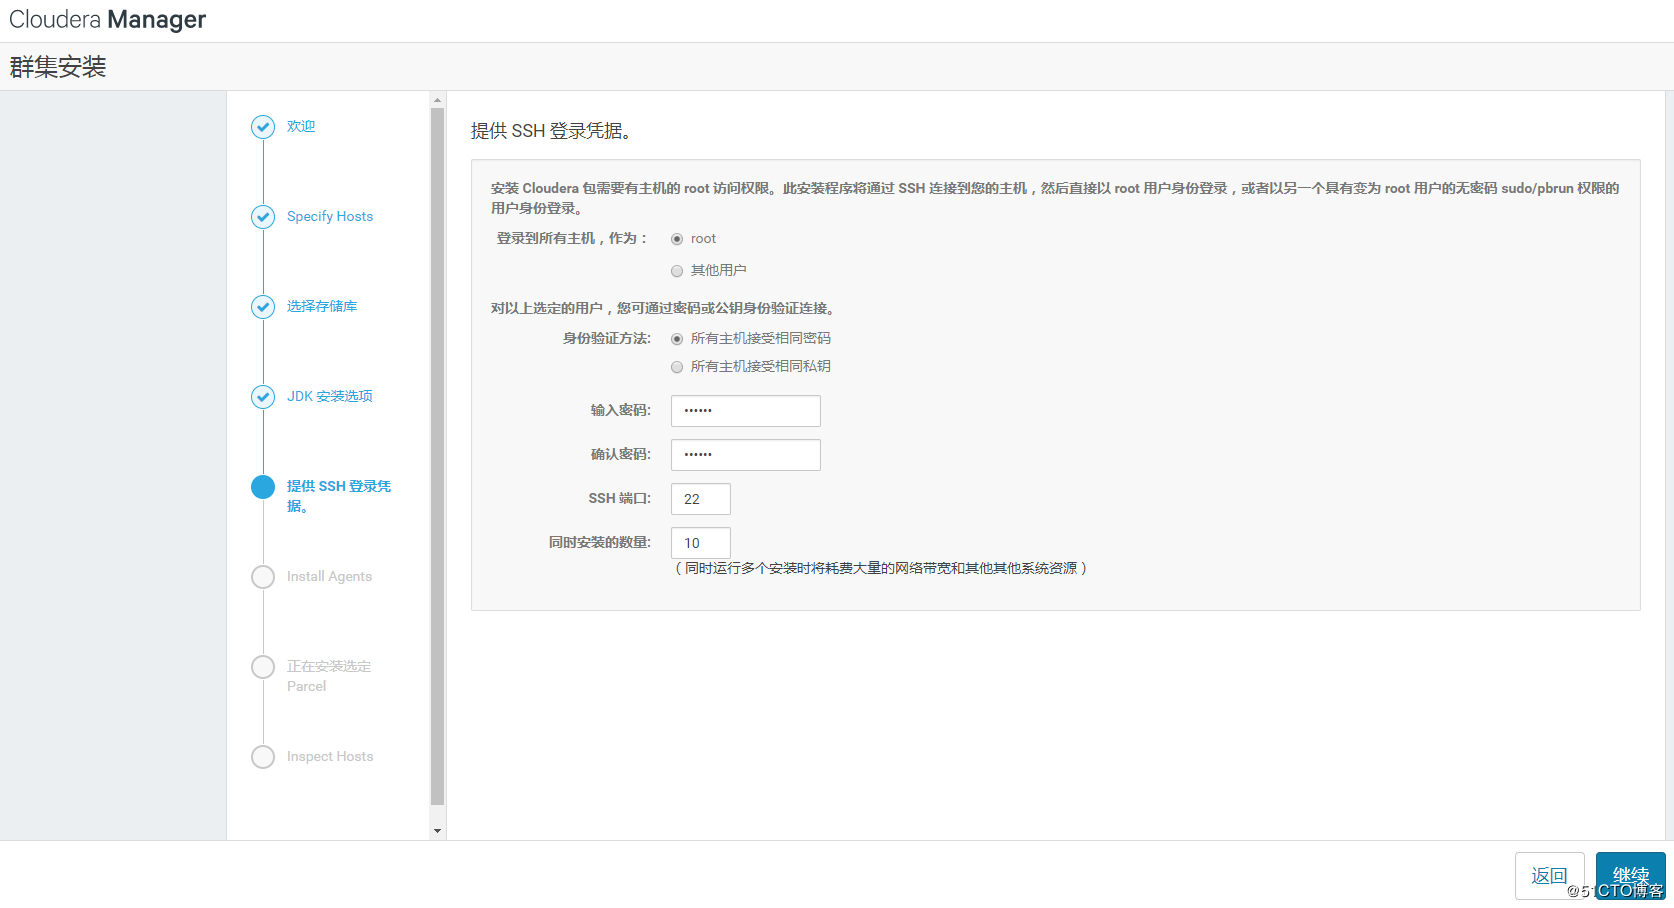 Cloudera Manager
群集安装
欢迎
Specify Hosts
选择存储库
JDK 安装选项
提供 SSH 登录凭
据。
Install Agents
正在安装选定
Parcel
Inspect Hosts
提供 SSH 登录凭据。
安装 Cloudera 包需要有主机的 root 访问权限。此安装程序将通过 SSH 连接到您的主机，然后直接以 root 用户身份登录，或者以另一个具有变为 root 用户的无密码 sudo/pbrun 权限的
用户身份登录。
登录到所有主机，作为： root
其他用户
对以上选定的用户，您可通过密码或公钥身份验证连接。
身份验证方法: 所有主机接受相同密码
所有主机接受相同私钥
输入密码: ••••••
确认密码: ••••••
SSH 端口: 22
同时安装的数量: 10
（同时运行多个安装时将耗费大量的网络带宽和其他其他系统资源）
返回
继续
@51CTO博客